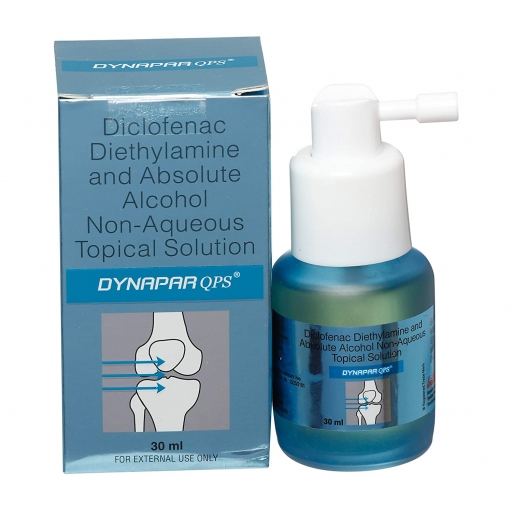 DYNAPAR QPS®
Diclofenac
Diethylamine
and Absolute
Alcohol
Non-Aqueous
Topical Solution
DYNAPAR QPS®
30 ml
FOR EXTERNAL USE ONLY
Diclofenac Diethylamine and
Absolute Alcohol Non-Aqueous
Topical Solution
DYNAPAR QPS®
30 ml